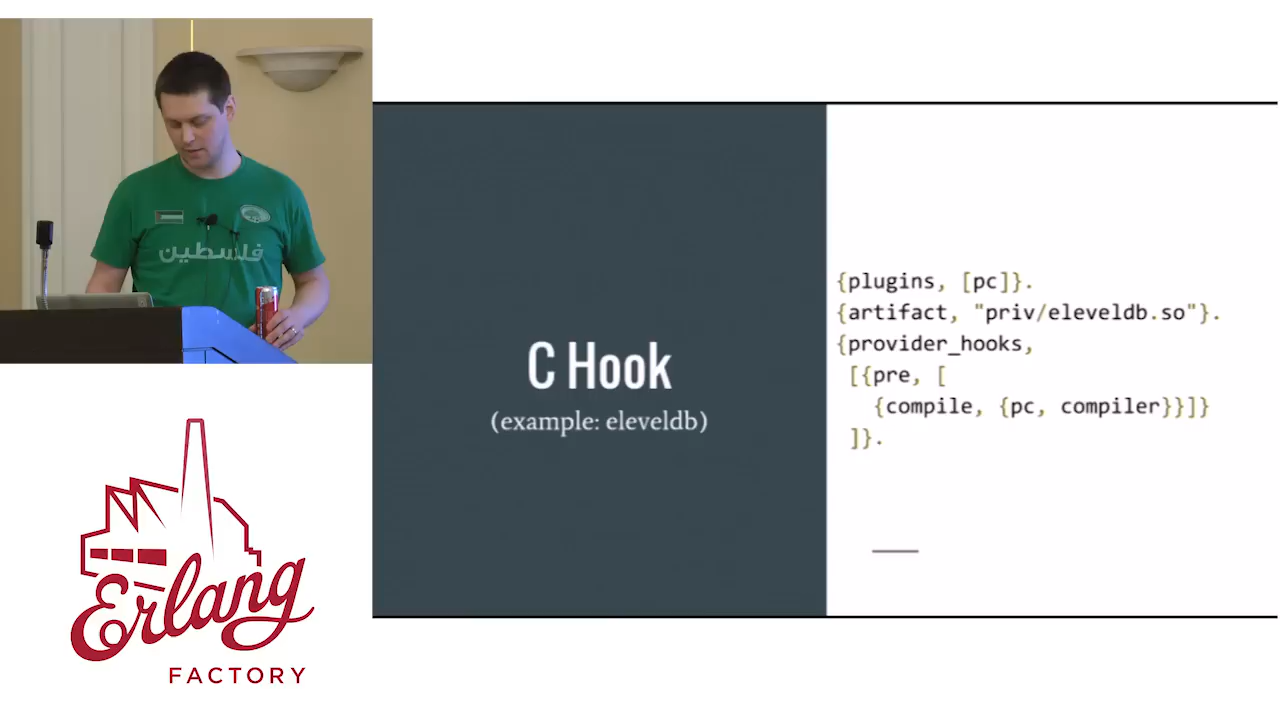 فلسطين
C Hook
(example: eleveldb)
{plugins, [pc]}.
{artifact, "priv/eleveldb.so"}.
{provider_hooks,
[{pre, [
{compile, {pc, compiler}}]}
]}.
Erlang
FACTORY